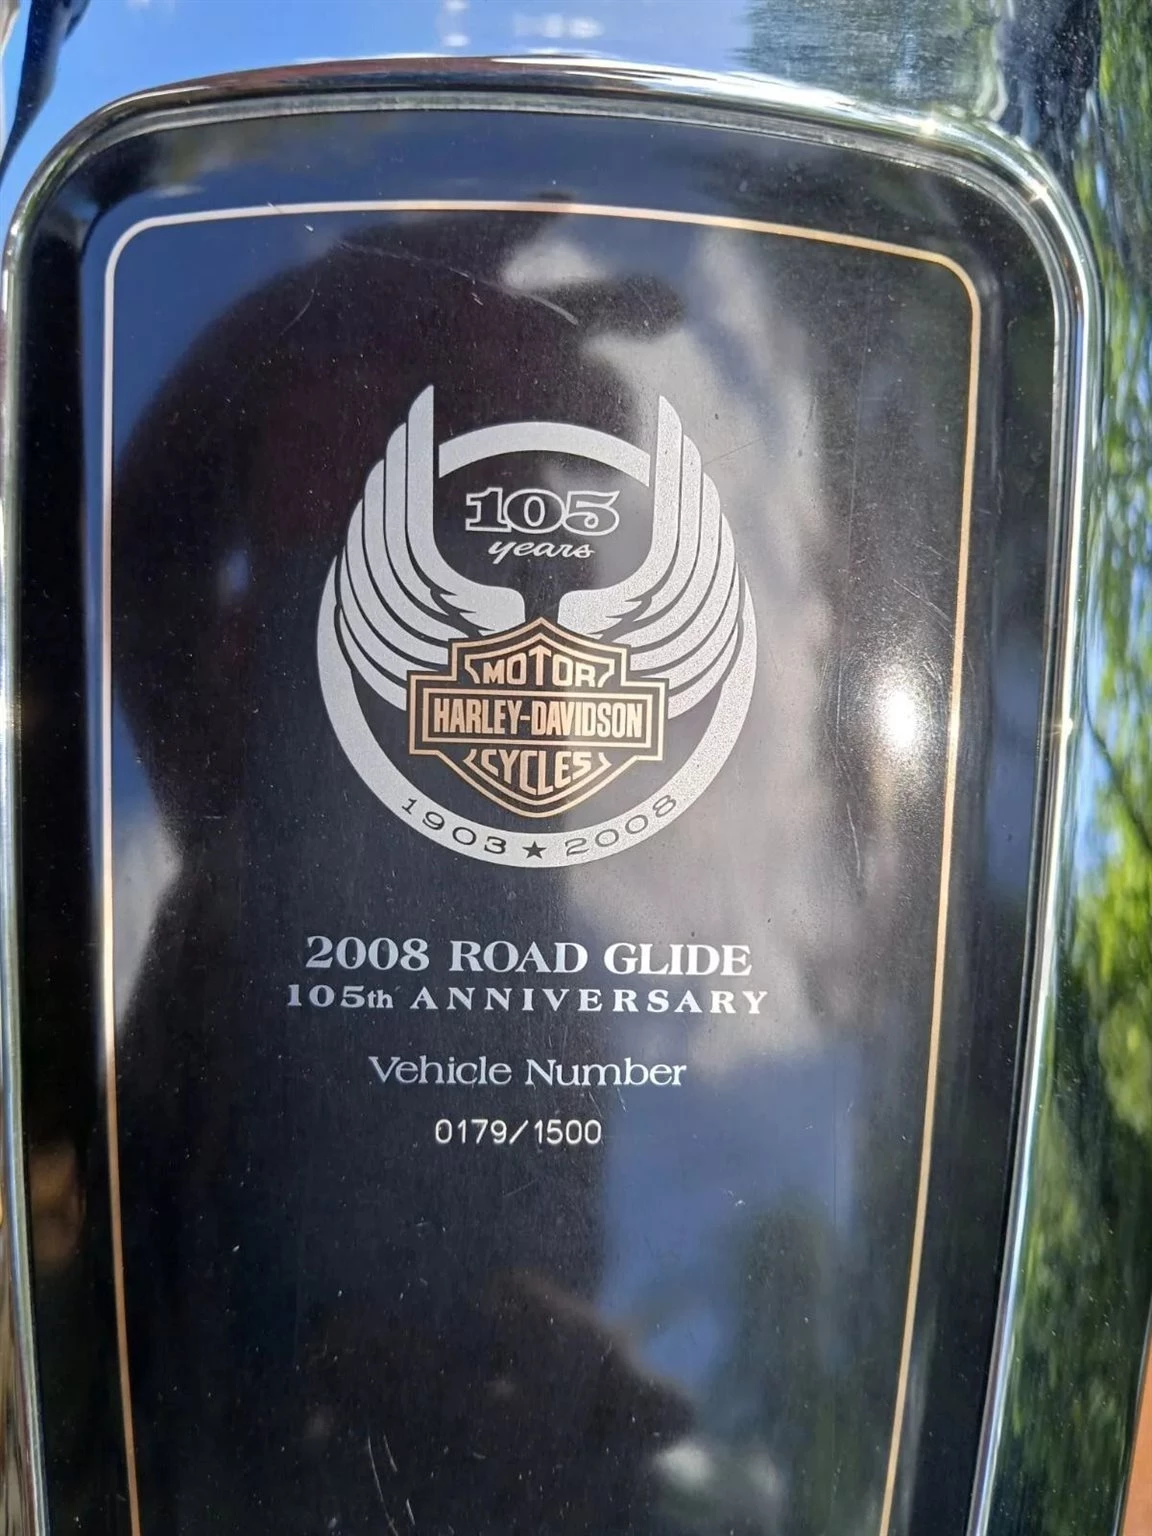 105
years
MOTOR
HARLEY-DAVIDSON
CYCLES
1903 ★ 2008
2008 ROAD GLIDE
105th ANNIVERSARY
Vehicle Number
0179/1500